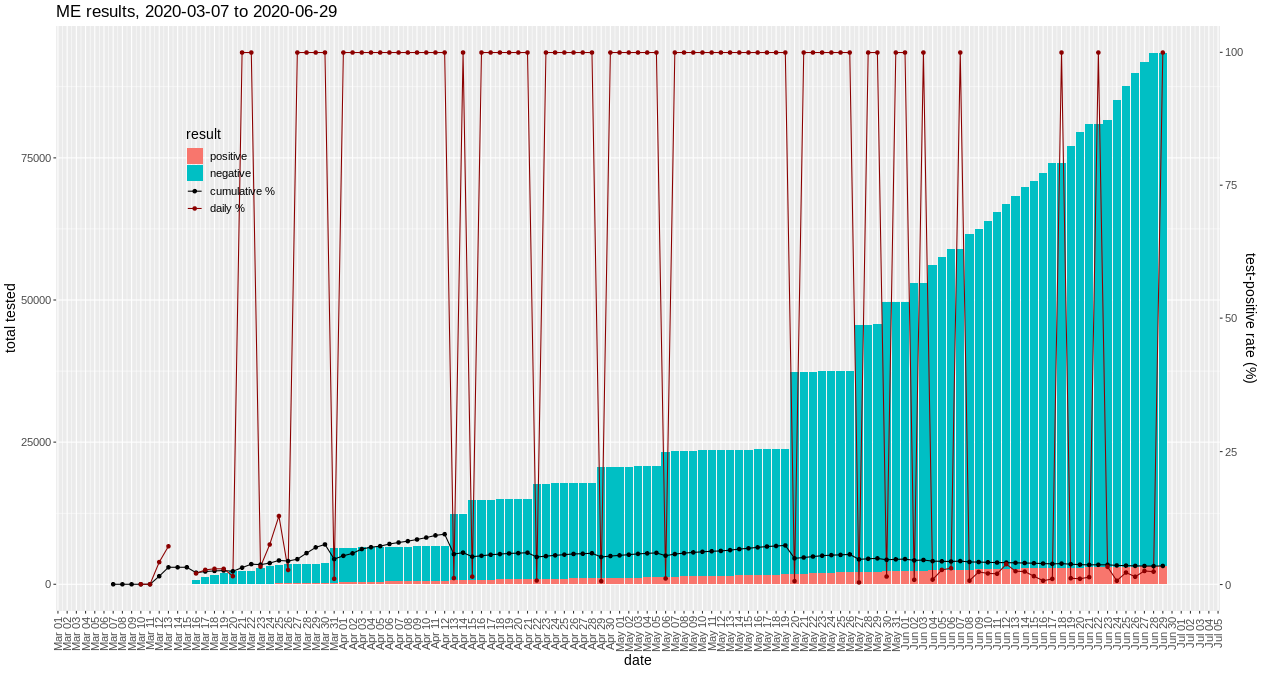 ME results, 2020-03-07 to 2020-06-29
result
positive
negative
cumulative %
daily %
total tested
75000
50000
25000
0
100
75
50
25
0
test-positive rate (%)
Mar 01
Mar 02
Mar 03
Mar 04
Mar 05
Mar 06
Mar 07
Mar 08
Mar 09
Mar 10
Mar 11
Mar 12
Mar 13
Mar 14
Mar 15
Mar 16
Mar 17
Mar 18
Mar 19
Mar 20
Mar 21
Mar 22
Mar 23
Mar 24
Mar 25
Mar 26
Mar 27
Mar 28
Mar 29
Mar 30
Mar 31
Apr 01
Apr 02
Apr 03
Apr 04
Apr 05
Apr 06
Apr 07
Apr 08
Apr 09
Apr 10
Apr 11
Apr 12
Apr 13
Apr 14
Apr 15
Apr 16
Apr 17
Apr 18
Apr 19
Apr 20
Apr 21
Apr 22
Apr 23
Apr 24
Apr 25
Apr 26
Apr 27
Apr 28
Apr 29
Apr 30
May 01
May 02
May 03
May 04
May 05
May 06
May 07
May 08
May 09
May 10
May 11
May 12
May 13
May 14
May 15
May 16
May 17
May 18
May 19
May 20
May 21
May 22
May 23
May 24
May 25
May 26
May 27
May 28
May 29
May 30
May 31
Jun 01
Jun 02
Jun 03
Jun 04
Jun 05
Jun 06
Jun 07
Jun 08
Jun 09
Jun 10
Jun 11
Jun 12
Jun 13
Jun 14
Jun 15
Jun 16
Jun 17
Jun 18
Jun 19
Jun 20
Jun 21
Jun 22
Jun 23
Jun 24
Jun 25
Jun 26
Jun 27
Jun 28
Jun 29
Jun 30
Jul 01
Jul 02
Jul 03
Jul 04
Jul 05
date